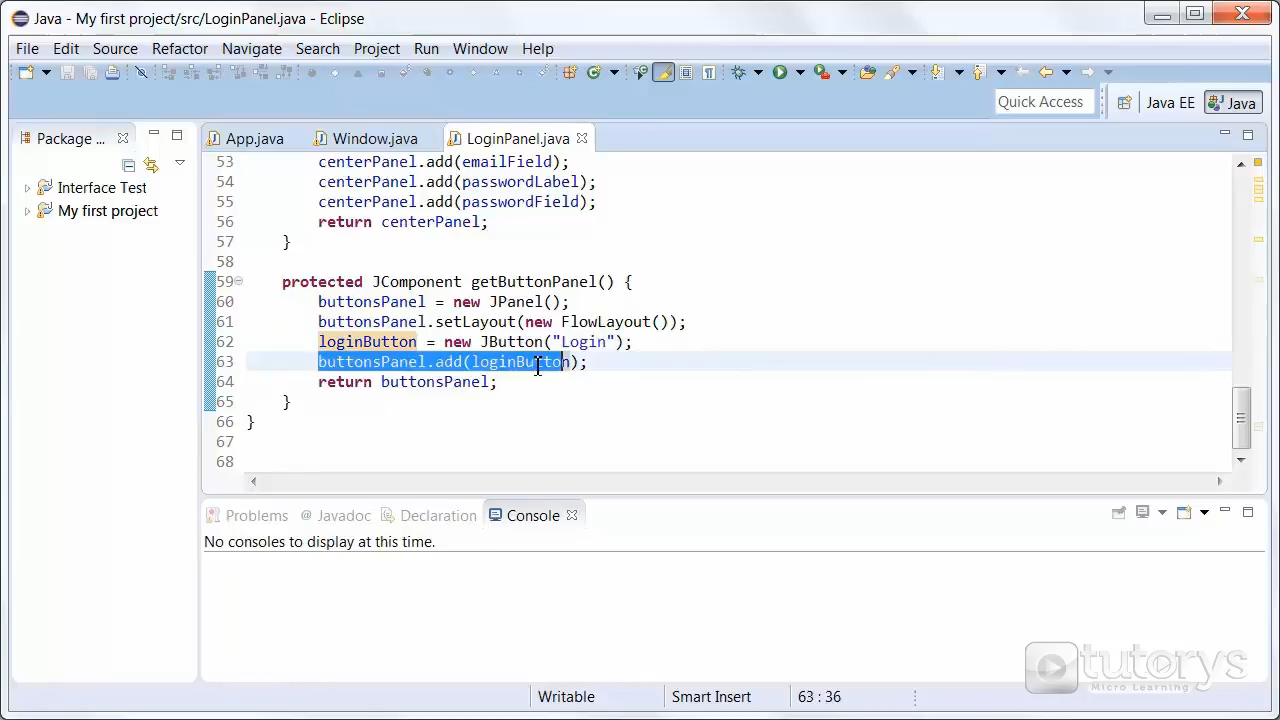 Java - My first project/src/LoginPanel.java - Eclipse
File Edit Source Refactor Navigate Search Project Run Window Help
Quick Access
Java EE
Java
Package ...
App.java
Window.java
LoginPanel.java
Interface Test
My first project
53 centerPanel.add(emailField);
54 centerPanel.add(passwordLabel);
55 centerPanel.add(passwordField);
56 return centerPanel;
57 }
58
59 protected JComponent getButtonPanel() {
60 buttonsPanel = new JPanel();
61 buttonsPanel.setLayout(new FlowLayout());
62 loginButton = new JButton("Login");
63 buttonsPanel.add(loginButton);
64 return buttonsPanel;
65 }
66 }
67
68
Problems @ Javadoc Declaration Console
No consoles to display at this time.
Writable Smart Insert 63 : 36
tutorys
Micro Learning